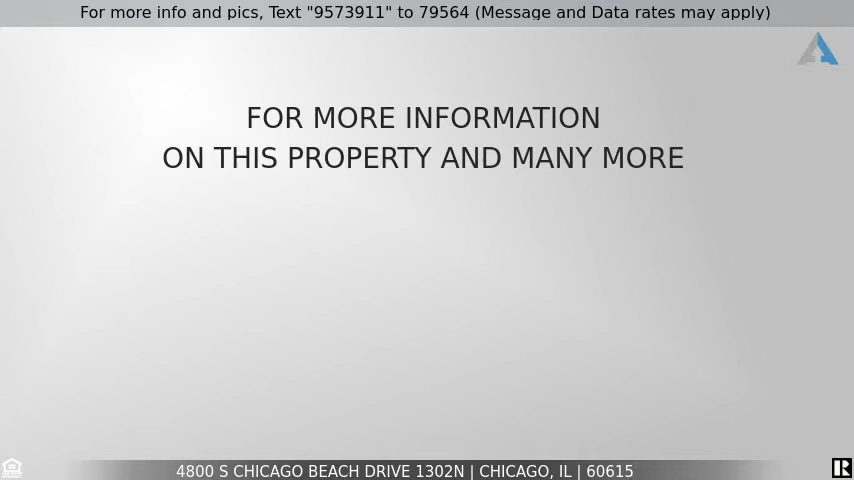 For more info and pics, Text "9573911" to 79564 (Message and Data rates may apply)
FOR MORE INFORMATION
ON THIS PROPERTY AND MANY MORE
4800 S CHICAGO BEACH DRIVE 1302N | CHICAGO, IL | 60615